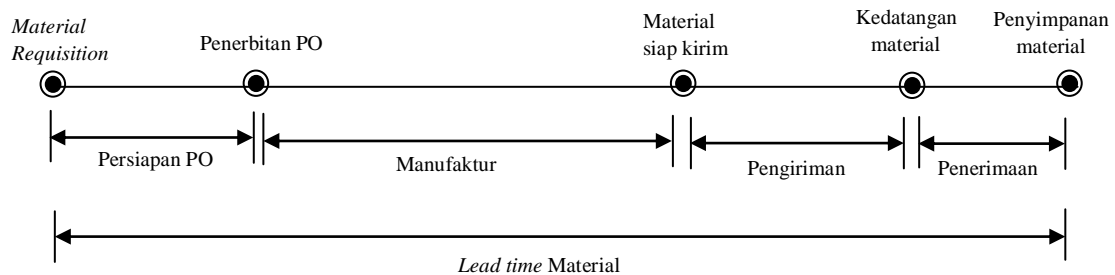 Material
Requisition
Penerbitan PO
Material
siap kirim
Kedatangan
material
Penyimpanan
material
Persiapan PO
Manufaktur
Pengiriman
Penerimaan
Lead time Material